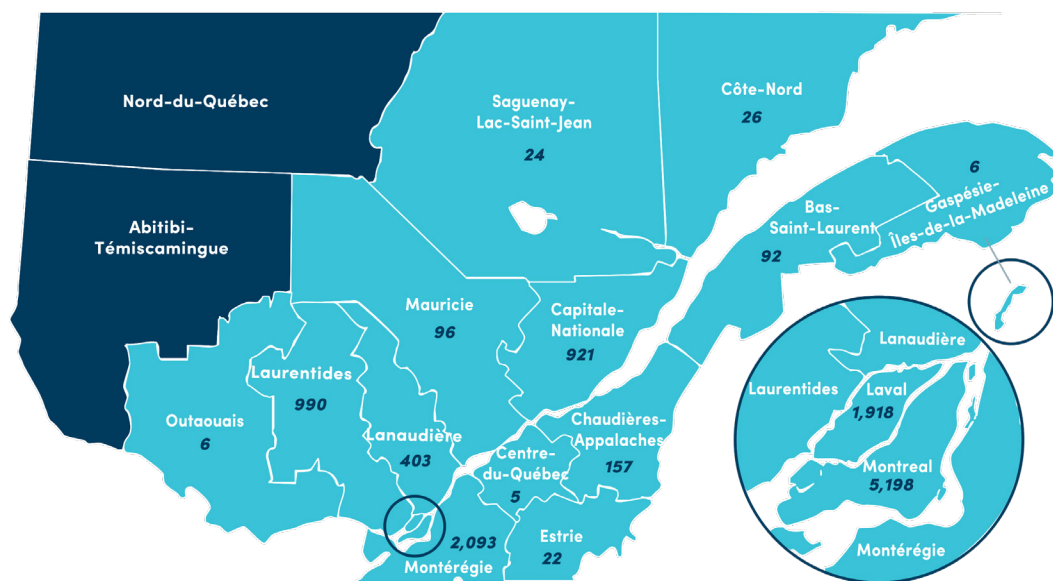 Nord-du-Québec
Saguenay-
Lac-Saint-Jean
24
Côte-Nord
26
6
Gaspésie-
Îles-de-la-Madeleine
Abitibi-
Témiscamingue
Bas-
Saint-Laurent
92
Mauricie
96
Capitale-
Nationale
921
Laurentides
990
Outaouais
6
Lanaudière
403
Chaudières-
Appalaches
157
Centre-
du-Québec
5
2,093
Montérégie
Estrie
22
Lanaudière
Laurentides
Laval
1,918
Montreal
5,198
Montérégie